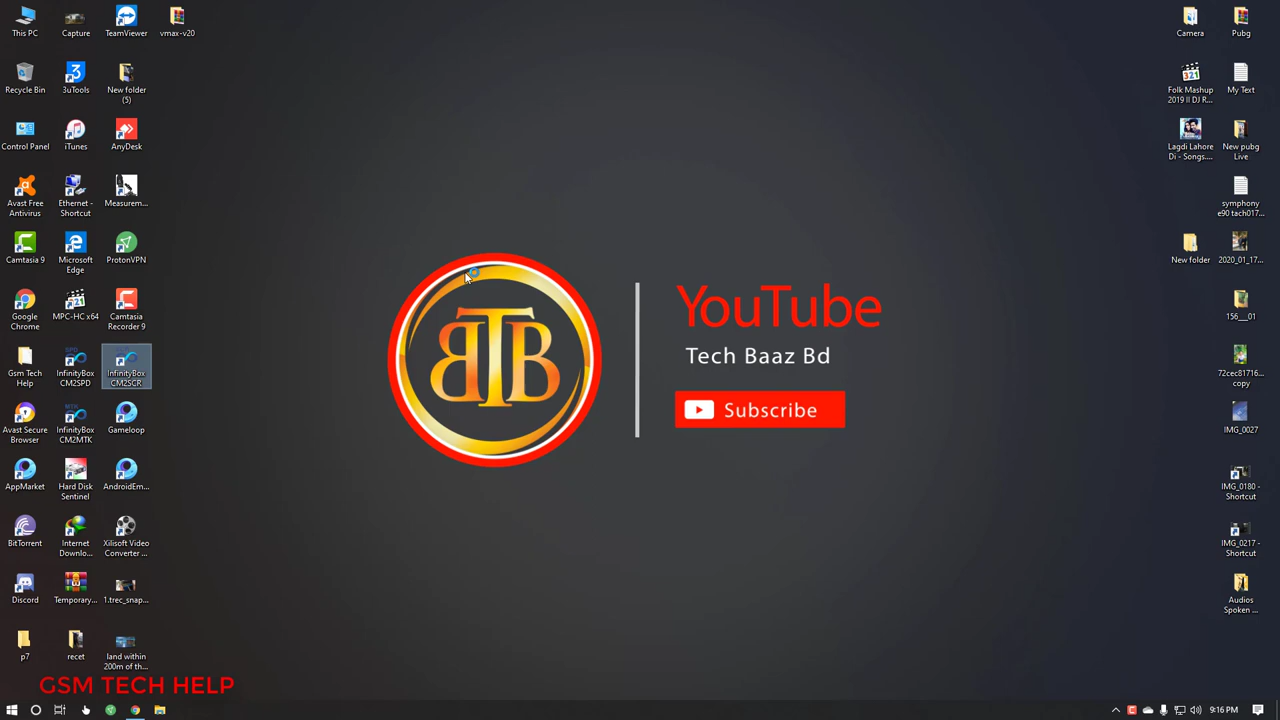 This PC
Capture
TeamViewer
vmax-v20
Camera
Pubg
Recycle Bin
3uTools
New folder
(5)
Folk Mashup
2019 II DJ R...
My Text
Control Panel
iTunes
AnyDesk
Lagdi Lahore
Di - Songs....
New pubg
Live
Avast Free
Antivirus
Ethernet -
Shortcut
Measurem...
symphony
e90 tach017...
Camtasia 9
Microsoft
Edge
ProtonVPN
New folder
2020_01_17...
Google
Chrome
MPC-HC x64
Camtasia
Recorder 9
156__01
Gsm Tech
Help
InfinityBox
CM2SPD
InfinityBox
CM2SCR
72cec81716...
copy
Avast Secure
Browser
InfinityBox
CM2MTK
Gameloop
IMG_0027
AppMarket
Hard Disk
Sentinel
AndroidEm...
IMG_0180 -
Shortcut
BitTorrent
Internet
Downlo...
Xilisoft Video
Converter ...
IMG_0217 -
Shortcut
Discord
Temporary...
1.trec_snap...
Audios
Spoken ...
p7
recet
land within
200m of th...
BTB
YouTube
Tech Baaz Bd
Subscribe
GSM TECH HELP
9:16 PM